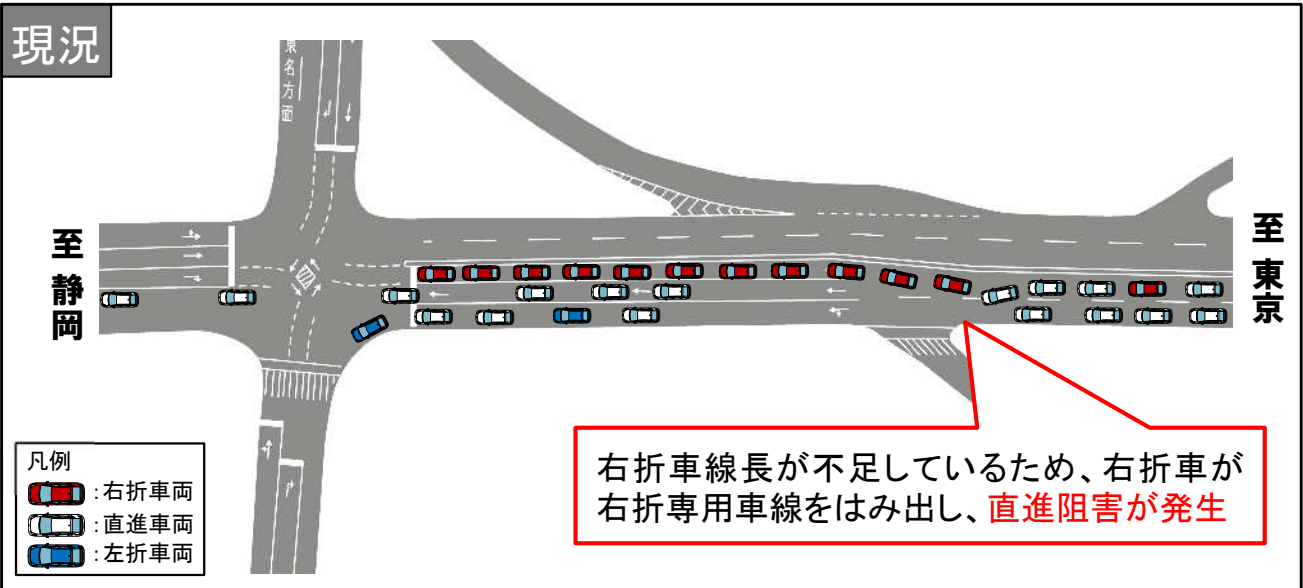 現況
東名方面
至 静岡
至 東京
右折車線長が不足しているため、右折車が
右折専用車線をはみ出し、直進阻害が発生
凡例
：右折車両
：直進車両
：左折車両